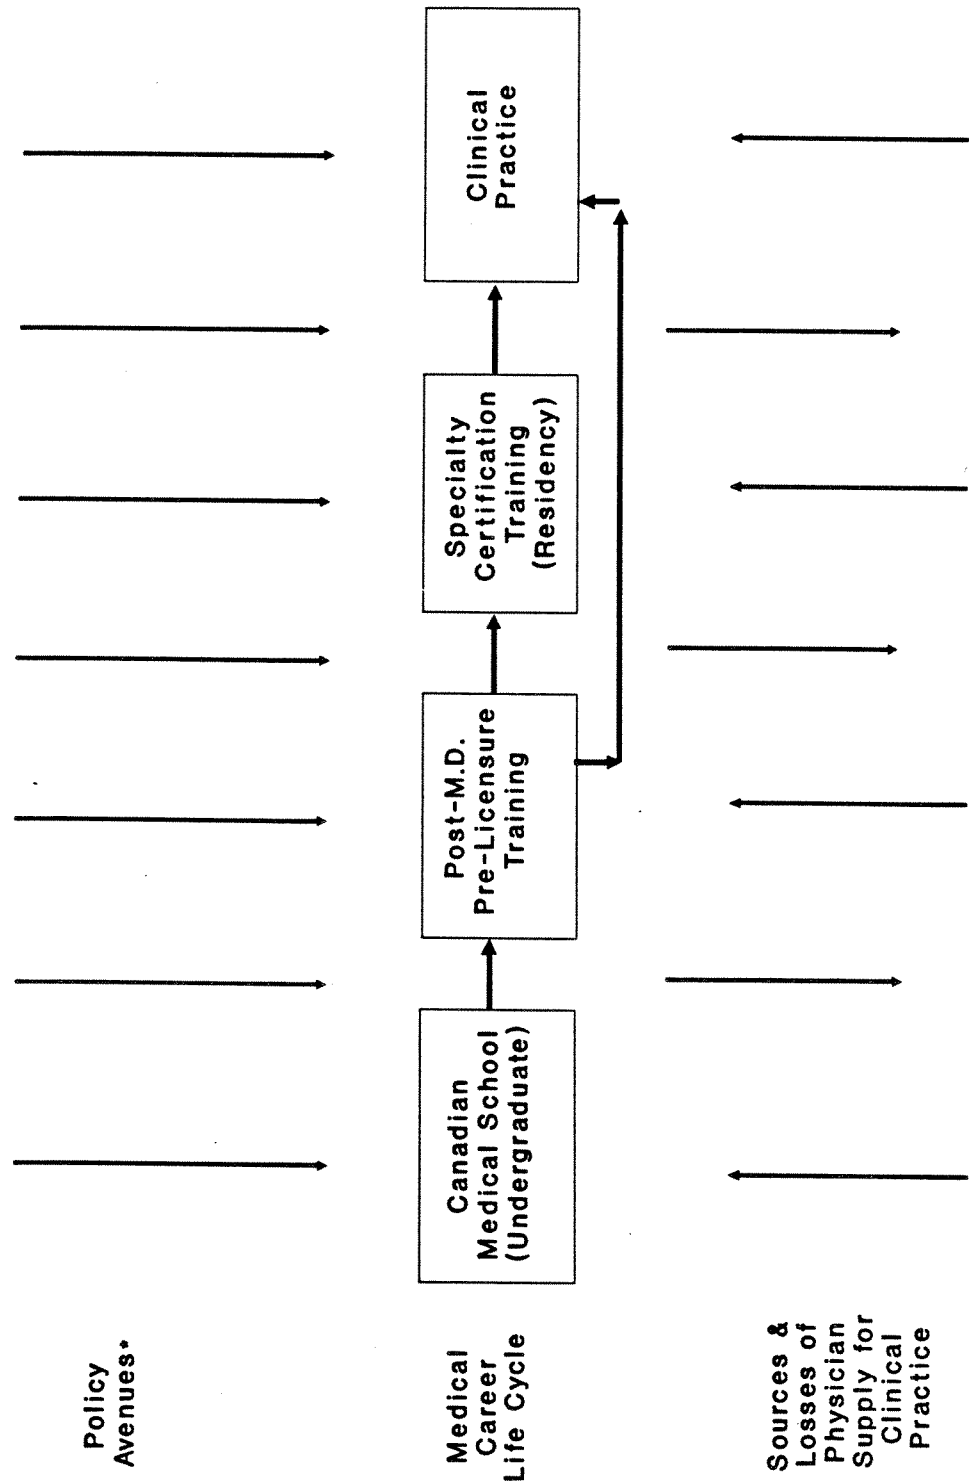 Policy
Avenues*
Medical
Career
Life Cycle
Canadian
Medical School
(Undergraduate)
Post-M.D.
Pre-Licensure
Training
Specialty
Certification
Training
(Residency)
Clinical
Practice
Sources &
Losses of
Physician
Supply for
Clinical
Practice